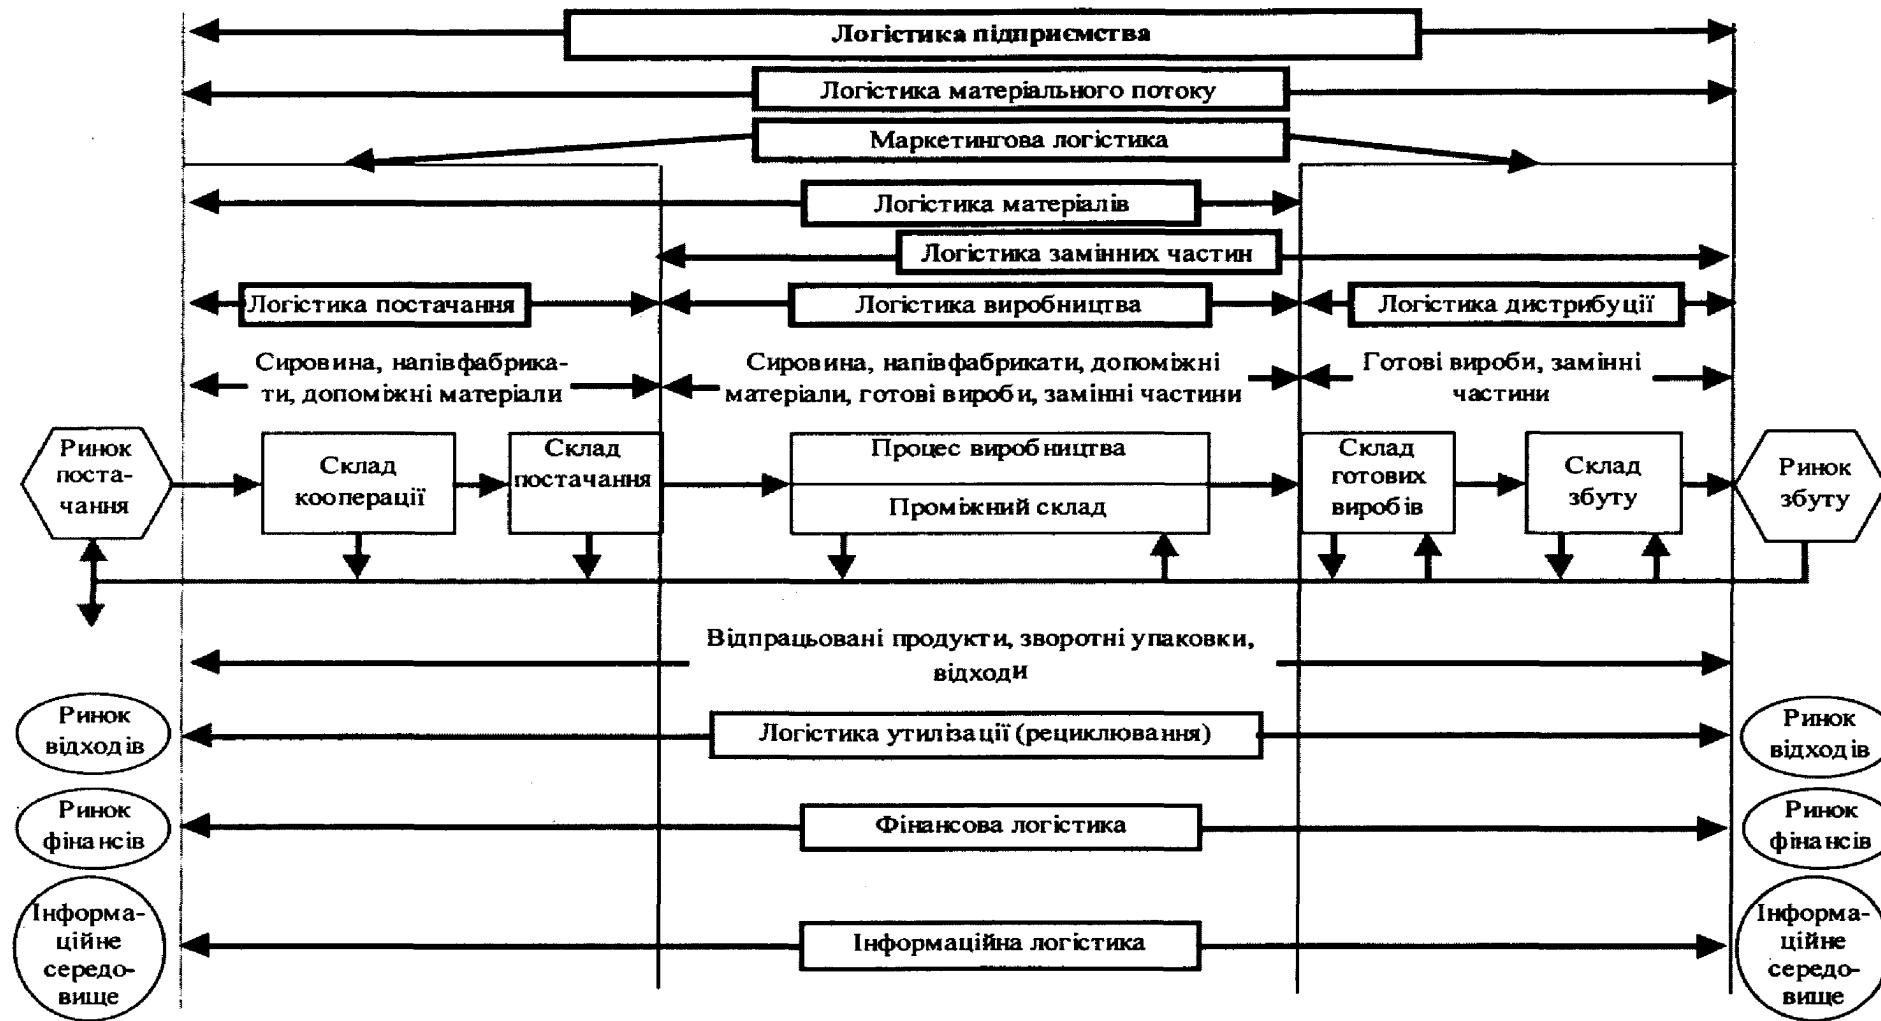 Логістика підприємства
Логістика матеріального потоку
Маркетингова логістика
Логістика матеріалів
Логістика замінних частин
Логістика постачання
Логістика виробництва
Логістика дистрибуції
Сировина, напівфабрика-
ти, допоміжні матеріали
Сировина, напівфабрикати, допоміжні
матеріали, готові вироби, замінні частини
Готові вироби, замінні
частини
Ринок
поста-
чання
Склад
кооперації
Склад
постачання
Процес виробництва
Проміжний склад
Склад
готових
виробів
Склад
збуту
Ринок
збуту
Відпрацьовані продукти, зворотні упаковки,
відходи
Ринок
відходів
Логістика утилізації (рециклювання)
Ринок
відходів
Ринок
фінансів
Фінансова логістика
Ринок
фінансів
Інформа-
ційне
середо-
вище
Інформаційна логістика
Інформа-
ційне
середо-
вище